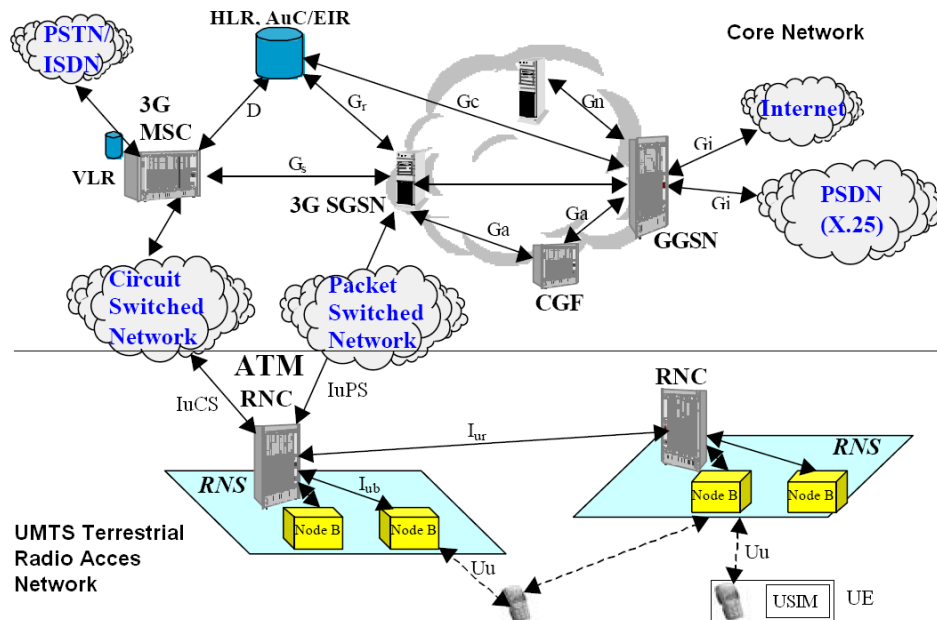 HLR, AuC/EIR
Core Network
PSTN/
ISDN
3G
MSC
D
Gr
Gc
Gn
Internet
Gi
VLR
Gs
3G SGSN
Ga
Ga
GGSN
Gi
PSDN
(X.25)
CGF
Circuit
Switched
Network
Packet
Switched
Network
ATM
RNC
IuCS
IuPS
RNC
Iur
RNS
Iub
Node B
Node B
RNS
Node B
Node B
UMTS Terrestrial
Radio Acces
Network
Uu
Uu
USIM
UE